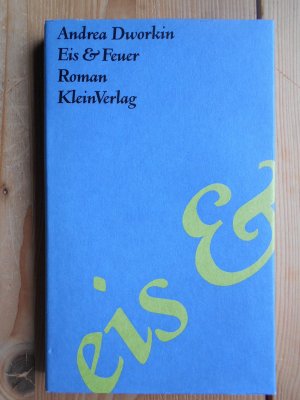 Andrea Dworkin
Eis & Feuer
Roman
KleinVerlag
eis &